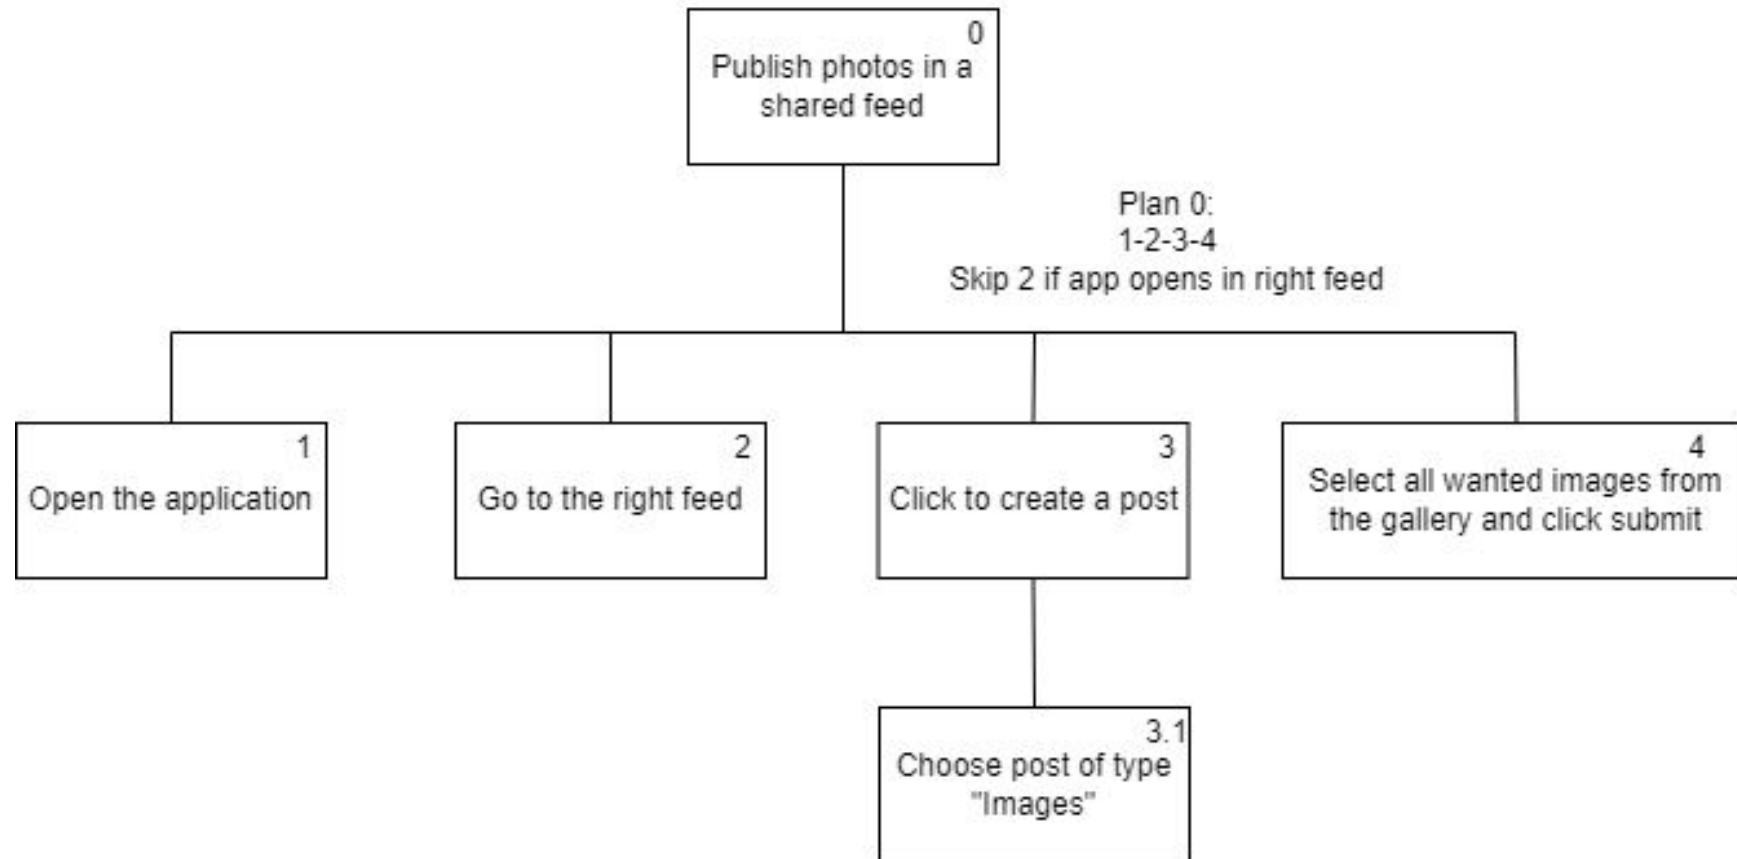 0
Publish photos in a
shared feed
Plan 0:
1-2-3-4
Skip 2 if app opens in right feed
1
Open the application
2
Go to the right feed
3
Click to create a post
4
Select all wanted images from
the gallery and click submit
3.1
Choose post of type
"Images"